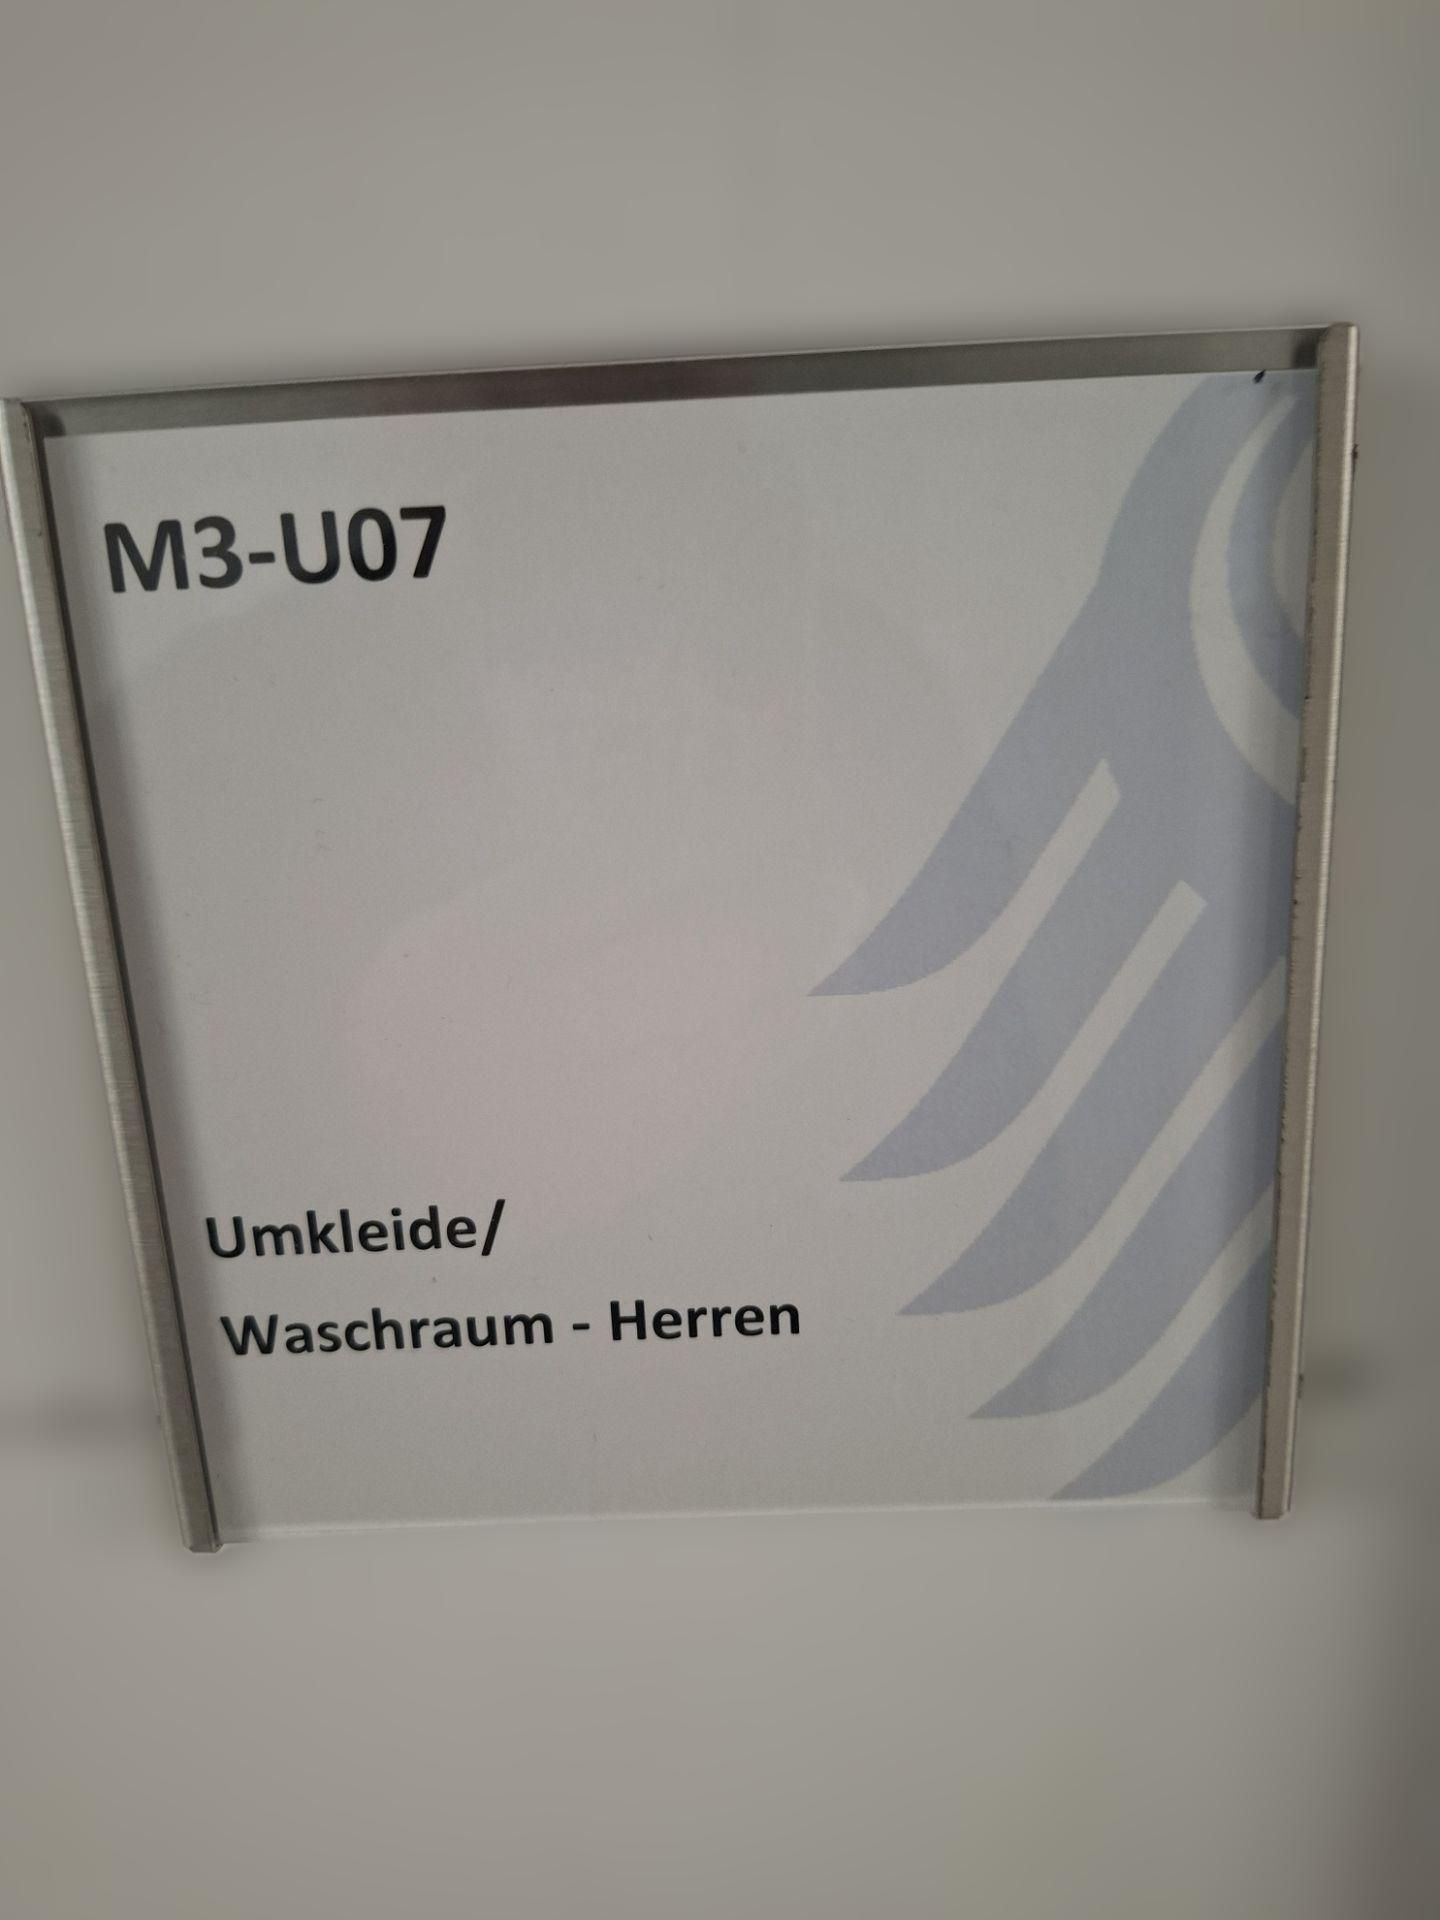 M3-U07
Umkleide/
Waschraum - Herren